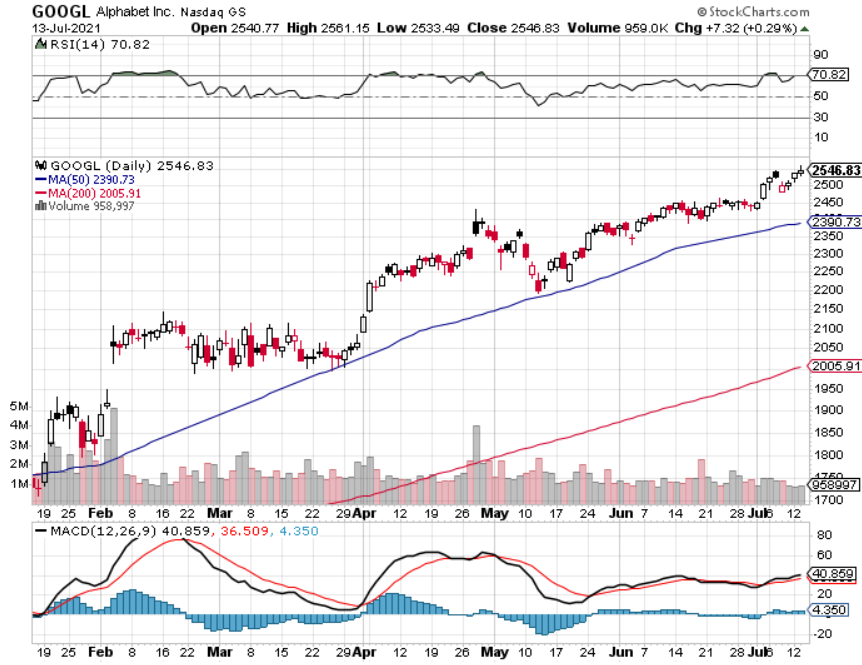 GOOGL Alphabet Inc. Nasdaq GS
© StockCharts.com
13-Jul-2021
Open 2540.77 High 2561.15 Low 2533.49 Close 2546.83 Volume 959.0K Chg +7.32 (+0.29%)
RSI(14) 70.82
90
70.82
50
30
10
GOOGL (Daily) 2546.83
MA(50) 2390.73
MA(200) 2005.91
Volume 958,997
2546.83
2500
2450
2390.73
2350
2300
2250
2200
2150
2100
2050
2005.91
1950
1900
1850
1800
1750
958997
1700
5M
4M
3M
2M
1M
19 25 Feb 8 16 22 Mar 8 15 22 29 Apr 12 19 26 May 10 17 24 Jun 7 14 21 28 Jul 6 12
MACD(12,26,9) 40.859, 36.509, 4.350
80
60
40.859
20
4.350
-20
19 25 Feb 8 16 22 Mar 8 15 22 29 Apr 12 19 26 May 10 17 24 Jun 7 14 21 28 Jul 6 12